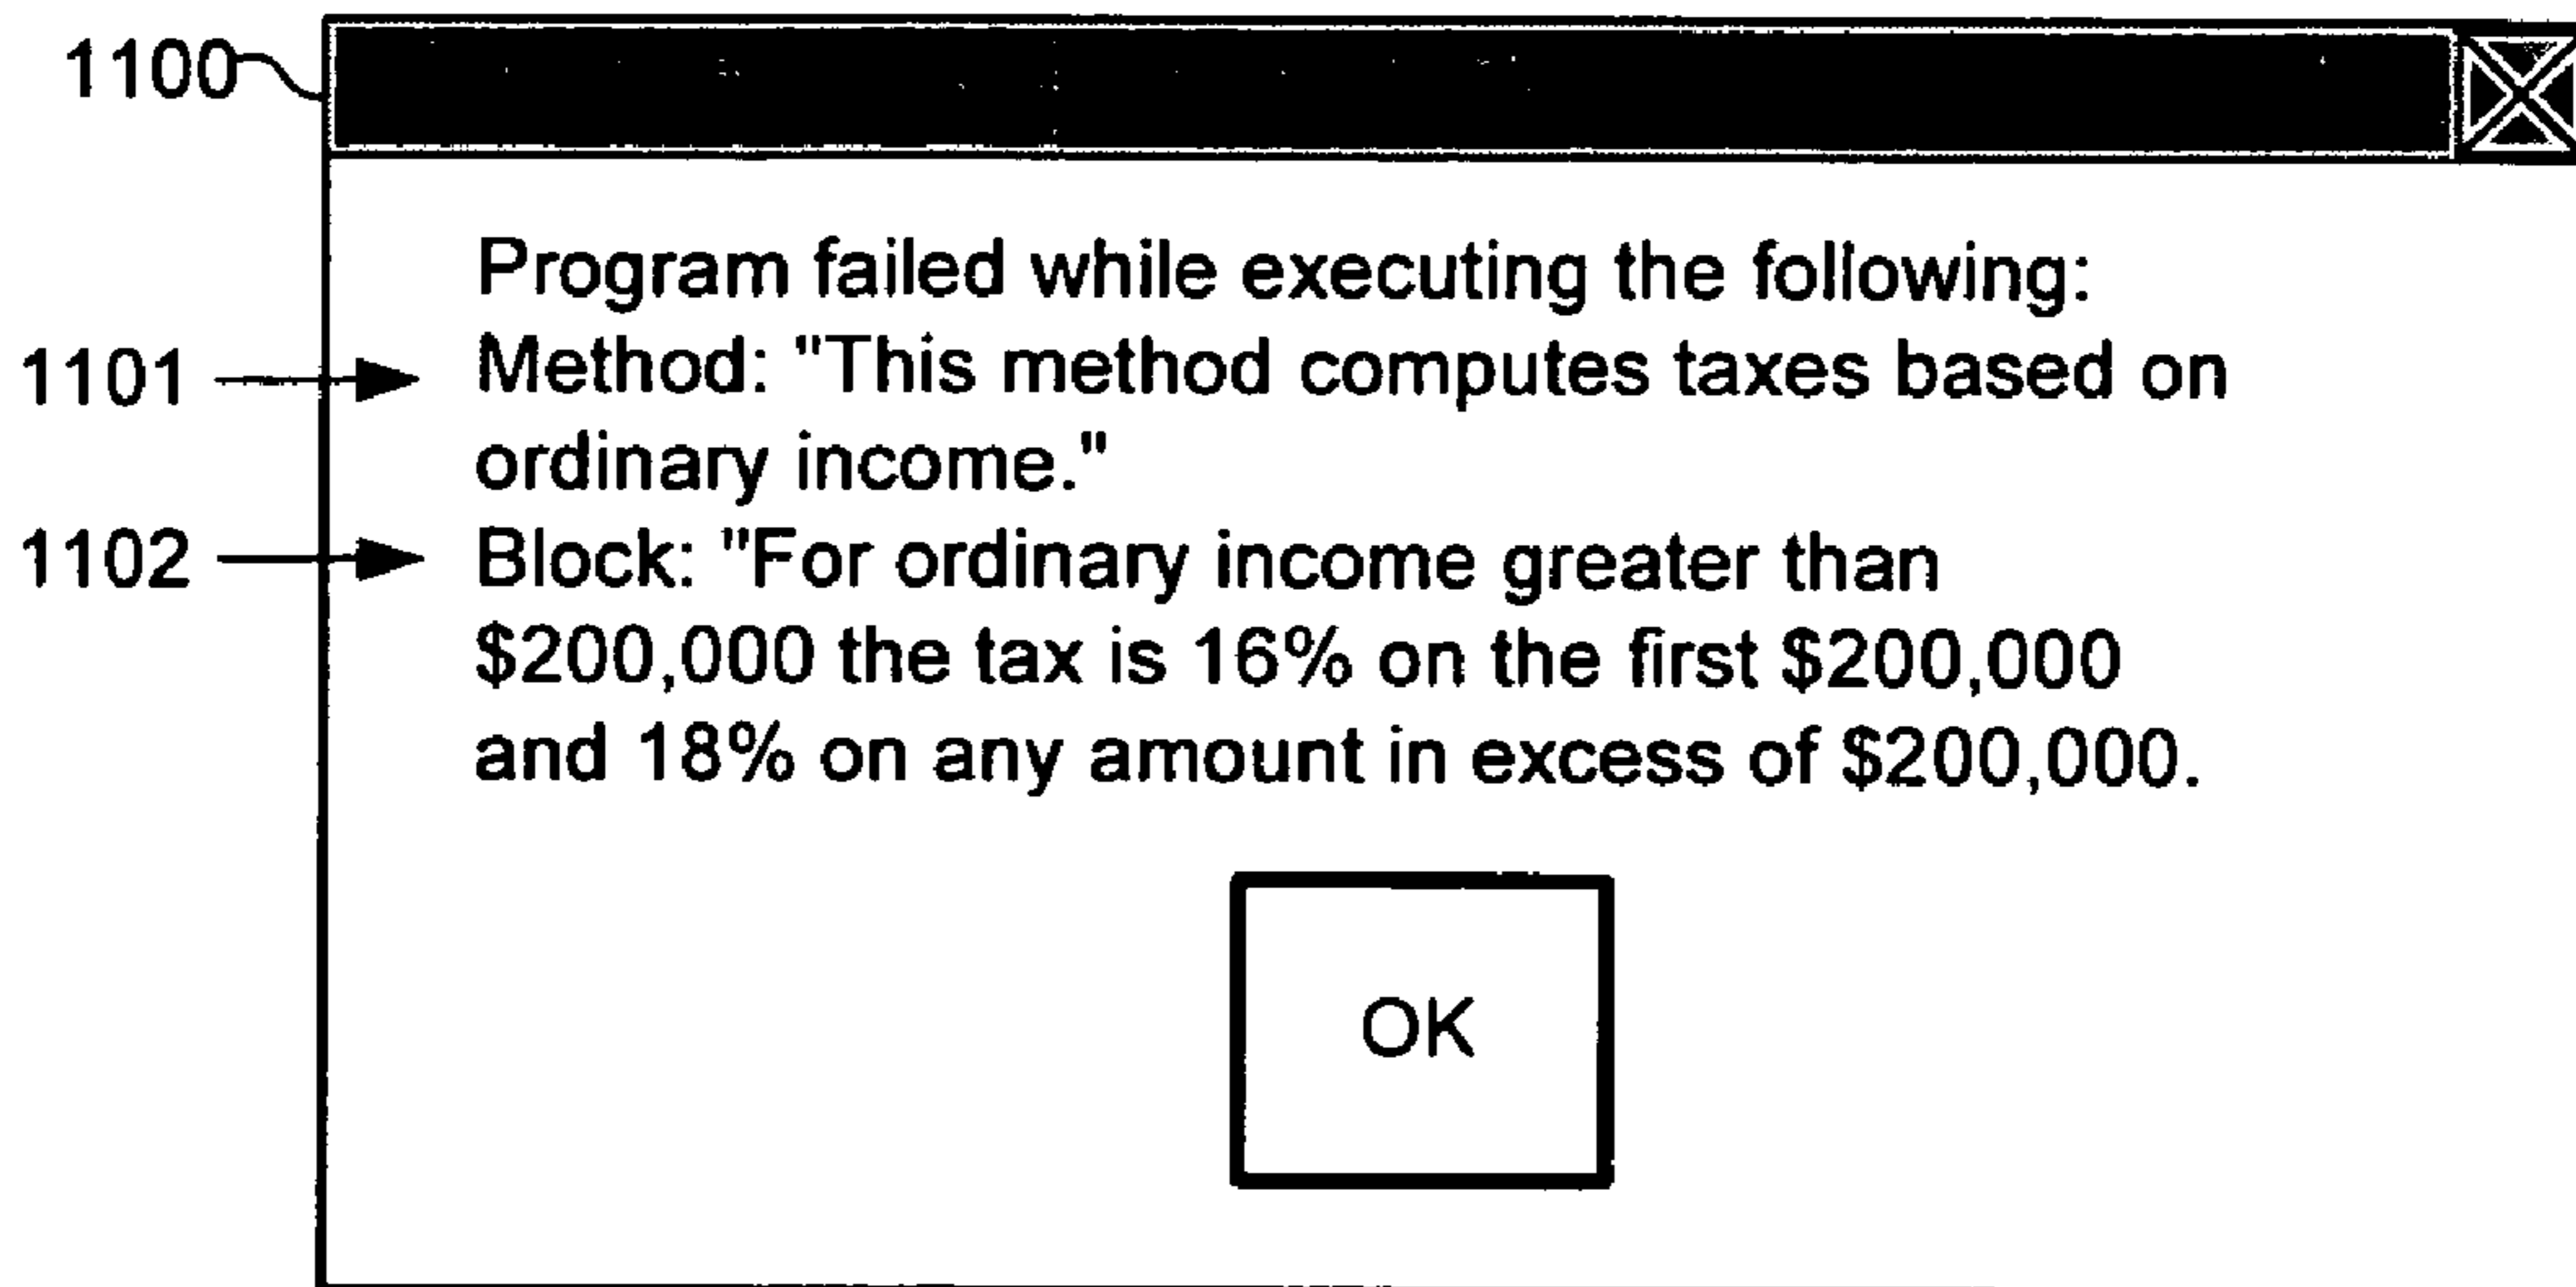 1100
Program failed while executing the following:
1101 Method: "This method computes taxes based on
ordinary income."
1102 Block: "For ordinary income greater than
$200,000 the tax is 16% on the first $200,000
and 18% on any amount in excess of $200,000.
OK